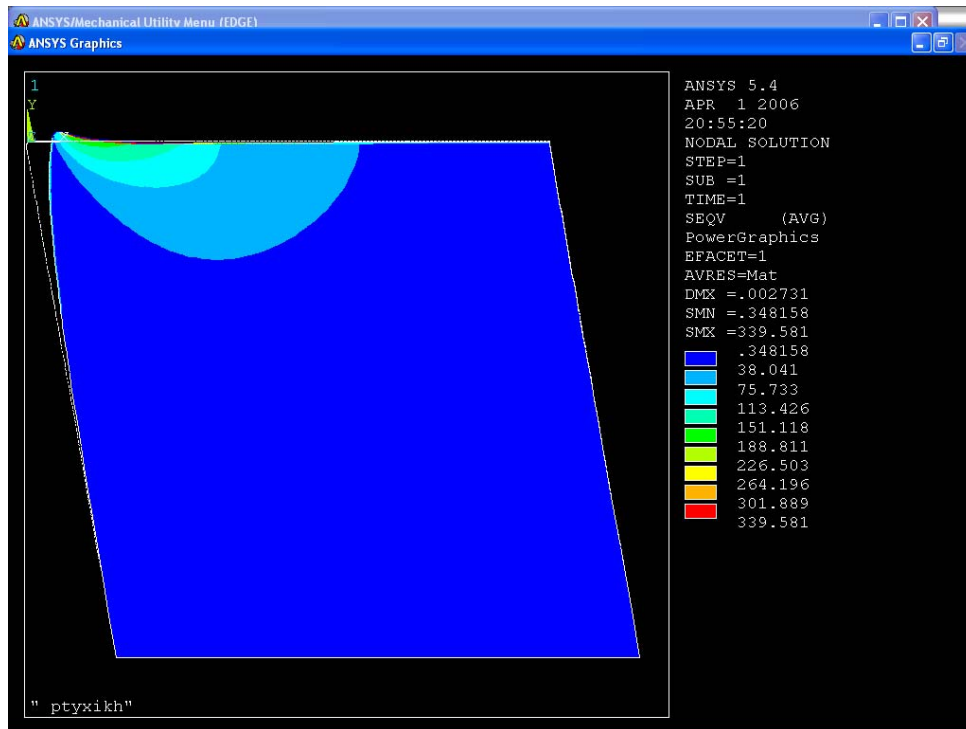 ANSYS/Mechanical Utility Menu (EDGE)
ANSYS Graphics
1
Y
ANSYS 5.4
APR 1 2006
20:55:20
NODAL SOLUTION
STEP=1
SUB =1
TIME=1
SEQV (AVG)
PowerGraphics
EFACET=1
AVRES=Mat
DMX =.002731
SMN =.348158
SMX =339.581
.348158
38.041
75.733
113.426
151.118
188.811
226.503
264.196
301.889
339.581
" ptyxikh"